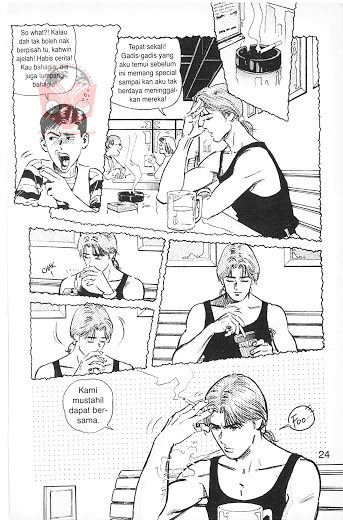 So what?! Kalau
dah tak boleh nak
berpisah tu, kahwin
ajelah! Habis cerita!
Kau bahagia, dia
juga tumpang
bahagia!
Tepat sekali!
Gadis-gadis yang
aku temui sebelum
ini memang special
sampai kan aku tak
berdaya meninggal-
kan mereka!
Kami
mustahil
dapat ber-
sama.
Foo
24